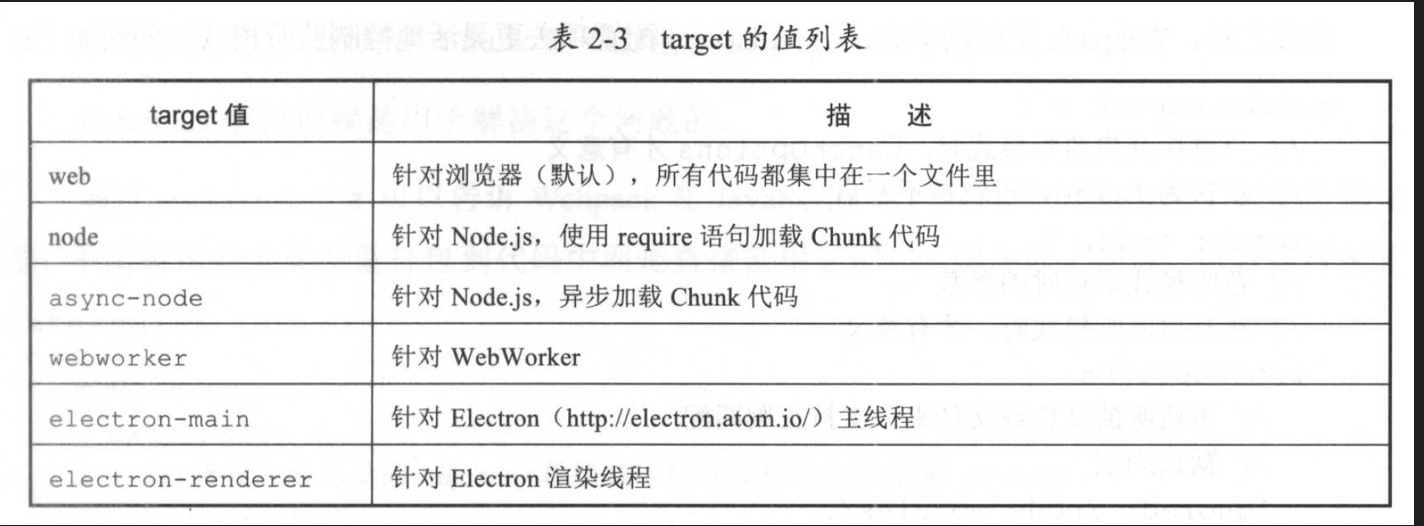 表 2-3 target 的值列表
target 值 描 述
web 针对浏览器（默认），所有代码都集中在一个文件里
node 针对 Node.js，使用 require 语句加载 Chunk 代码
async-node 针对 Node.js，异步加载 Chunk 代码
webworker 针对 WebWorker
electron-main 针对 Electron（http://electron.atom.io/）主线程
electron-renderer 针对 Electron 渲染线程